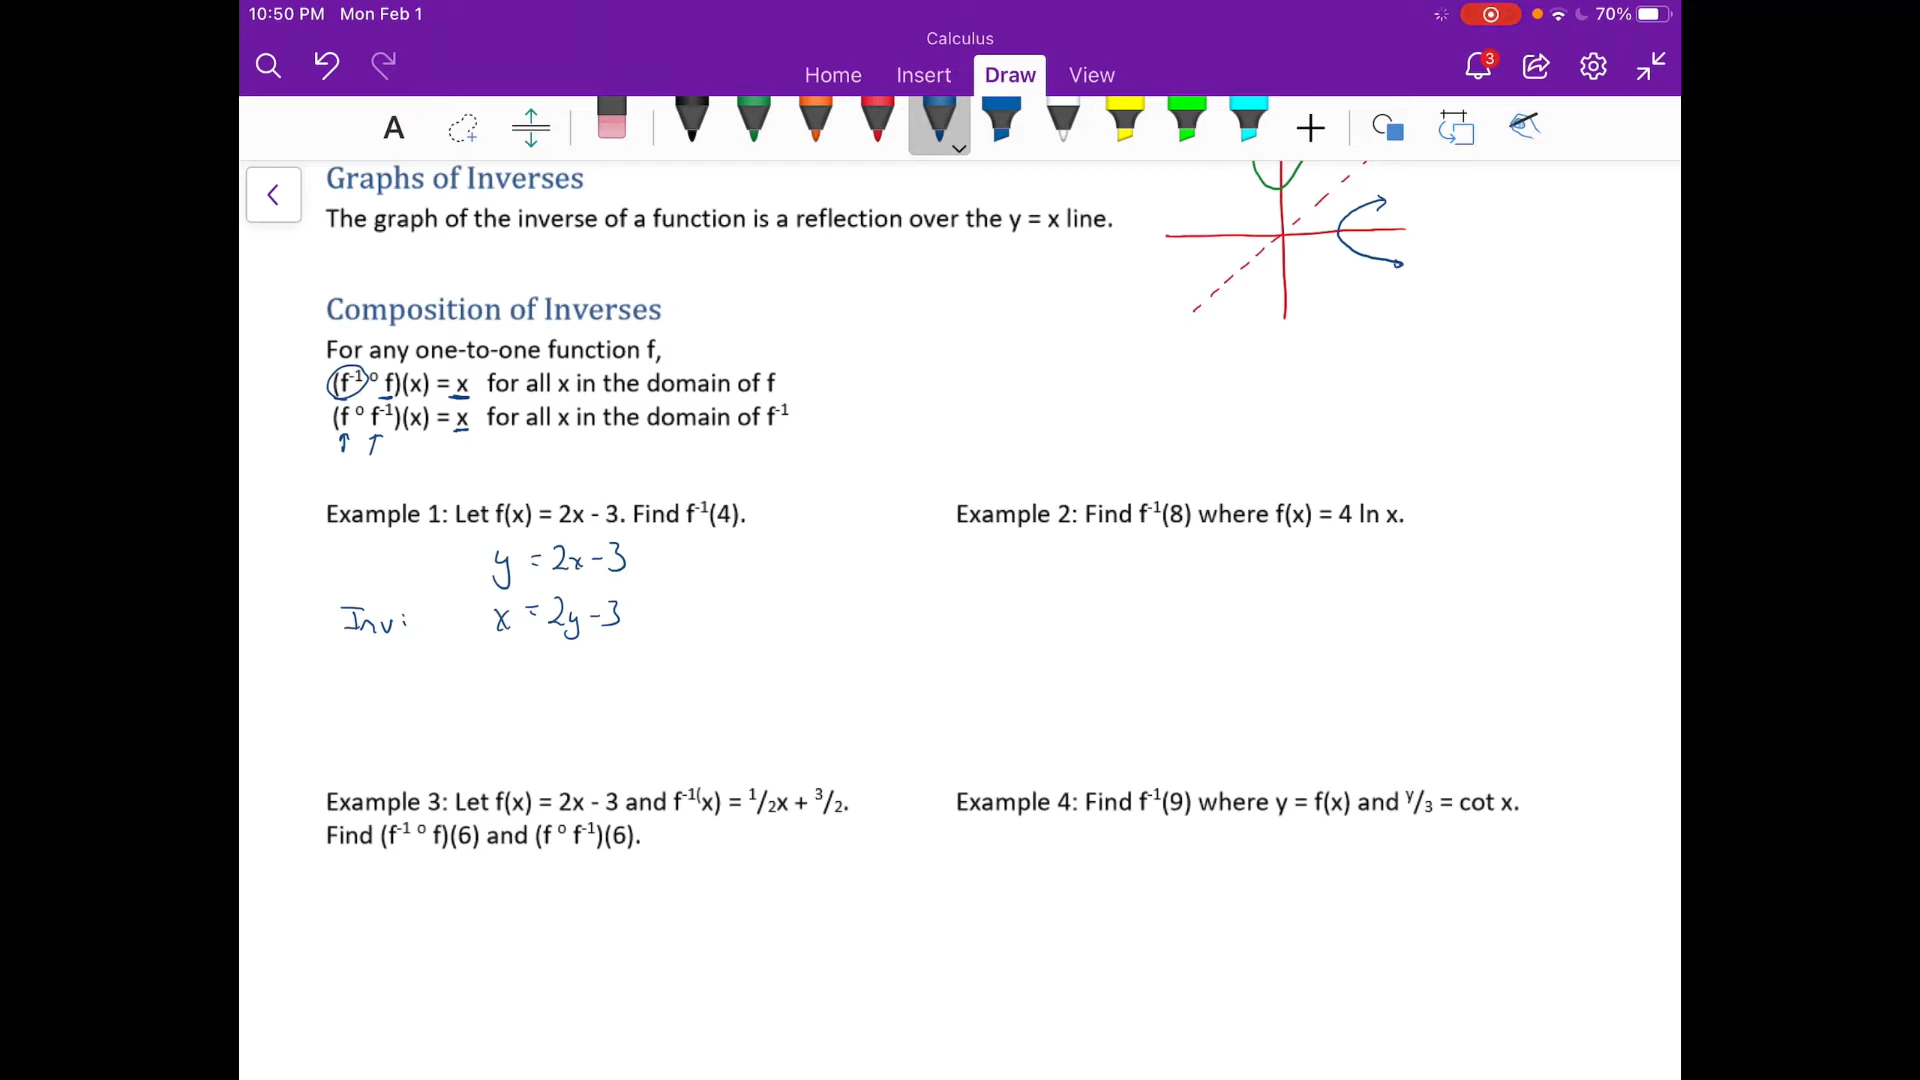 10:50 PM Mon Feb 1
70%
Calculus
Home Insert Draw View
3
A
Graphs of Inverses
The graph of the inverse of a function is a reflection over the y = x line.
Composition of Inverses
For any one-to-one function f,
(f⁻¹ º f)(x) = x for all x in the domain of f
(f º f⁻¹)(x) = x for all x in the domain of f⁻¹
Example 1: Let f(x) = 2x - 3. Find f⁻¹(4).
Example 2: Find f⁻¹(8) where f(x) = 4 ln x.
y = 2x - 3
Inv: x = 2y - 3
Example 3: Let f(x) = 2x - 3 and f⁻¹⁽x) = ¹/₂x + ³/₂.
Find (f⁻¹ º f)(6) and (f º f⁻¹)(6).
Example 4: Find f⁻¹(9) where y = f(x) and ʸ/₃ = cot x.